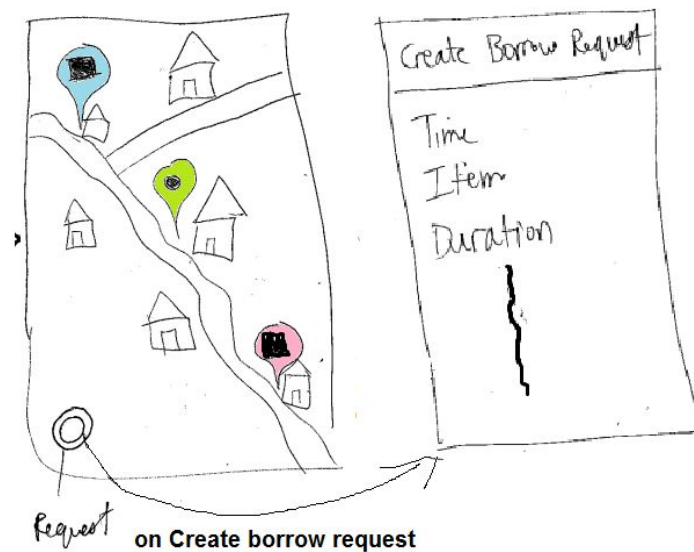 Create Borrow Request
Time
Item
Duration
Request
on Create borrow request